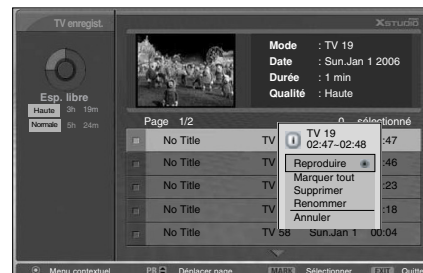 TV enregist.
XSTUDIO
Mode : TV 19
Date : Sun.Jan 1 2006
Durée : 1 min
Qualité : Haute
Esp. libre
Haute 3h 19m
Normale 5h 24m
Page 1/2
0 sélectionné
No Title TV :47
No Title TV :46
No Title TV :23
No Title TV :18
No Title TV 58 Sun.Jan 1 00:04
TV 19
02:47~02:48
Reproduire
Marquer tout
Supprimer
Renommer
Annuler
Menu contextuel PR Déplacer page MARK Sélectionner EXIT Quitte